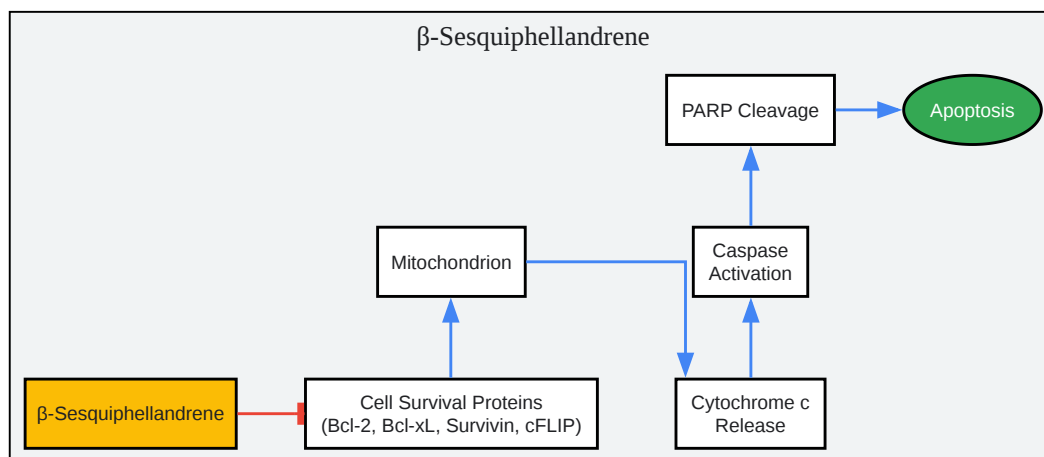 β-Sesquiphellandrene
PARP Cleavage
Apoptosis
Mitochondrion
Caspase
Activation
β-Sesquiphellandrene
Cell Survival Proteins
(Bcl-2, Bcl-xL, Survivin, cFLIP)
Cytochrome c
Release